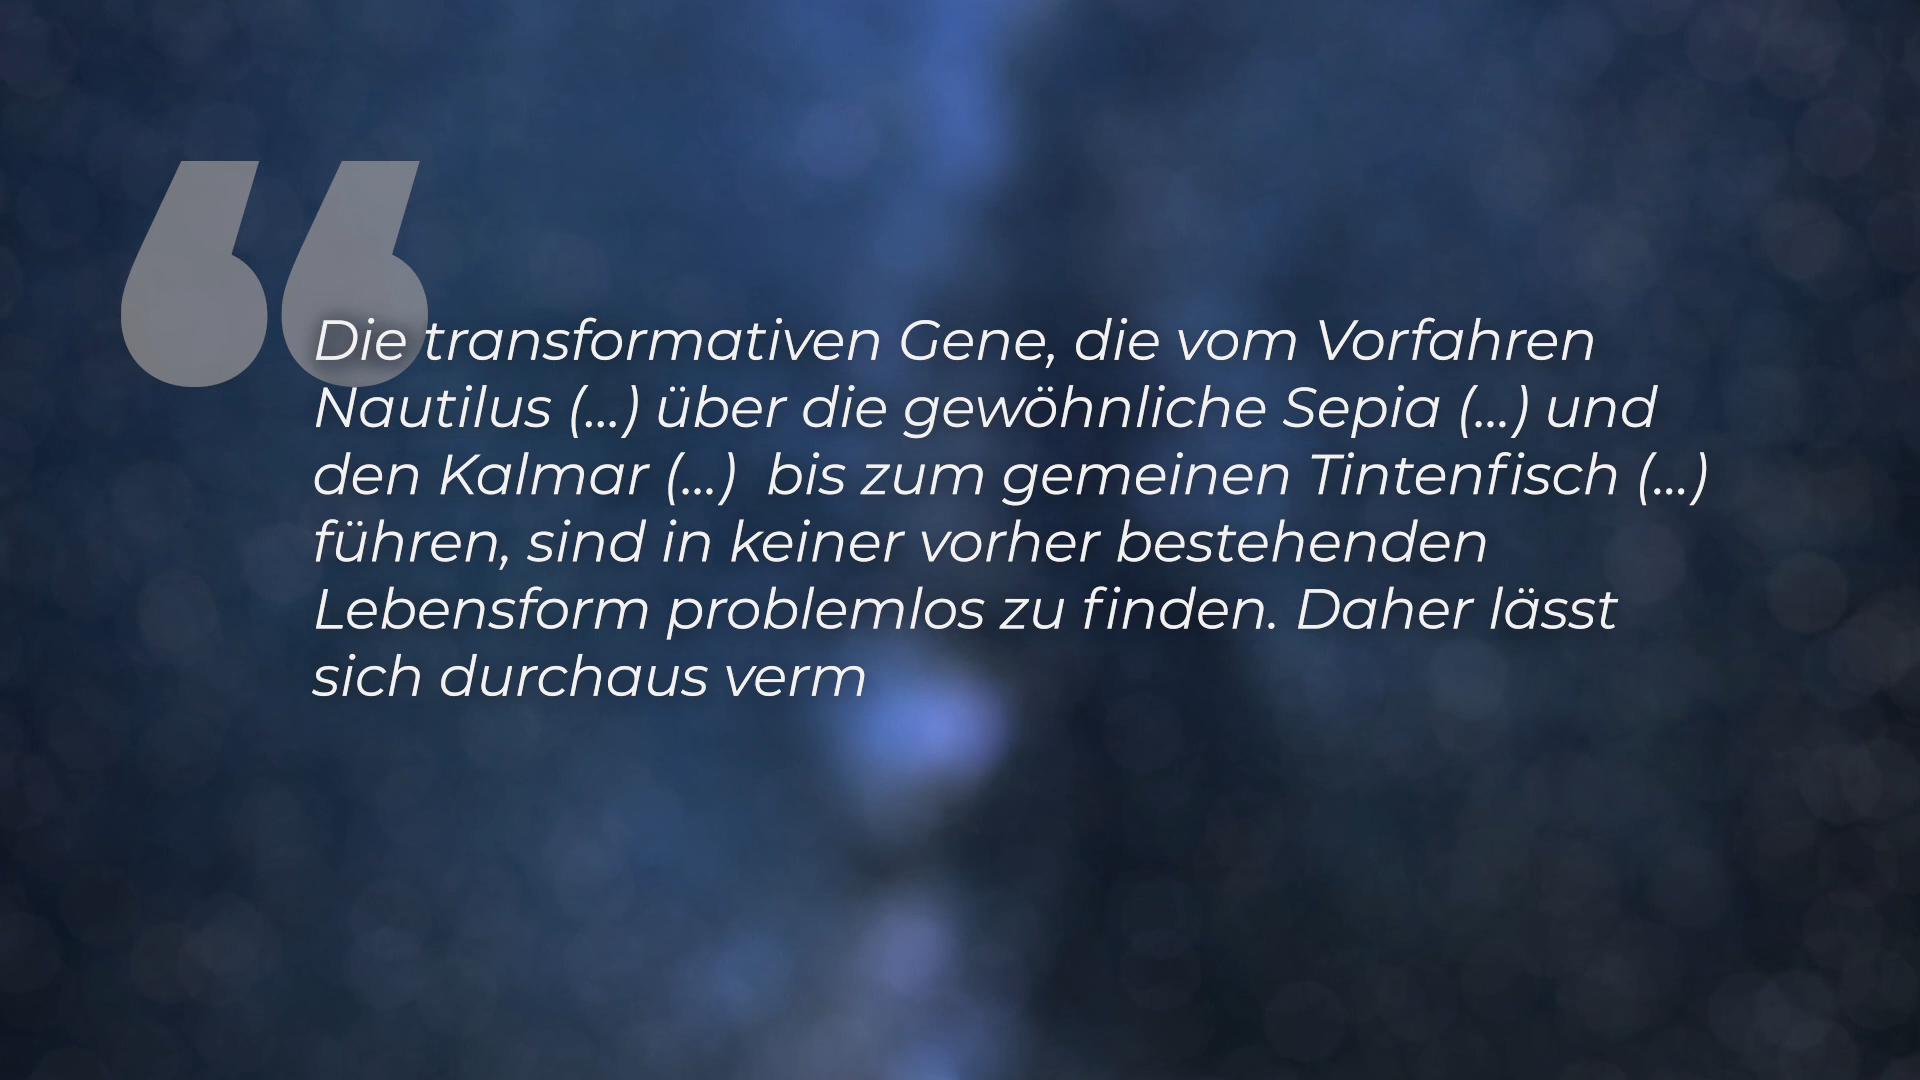 “
Die transformativen Gene, die vom Vorfahren
Nautilus (...) über die gewöhnliche Sepia (...) und
den Kalmar (...)  bis zum gemeinen Tintenfisch (...)
führen, sind in keiner vorher bestehenden
Lebensform problemlos zu finden. Daher lässt
sich durchaus verm